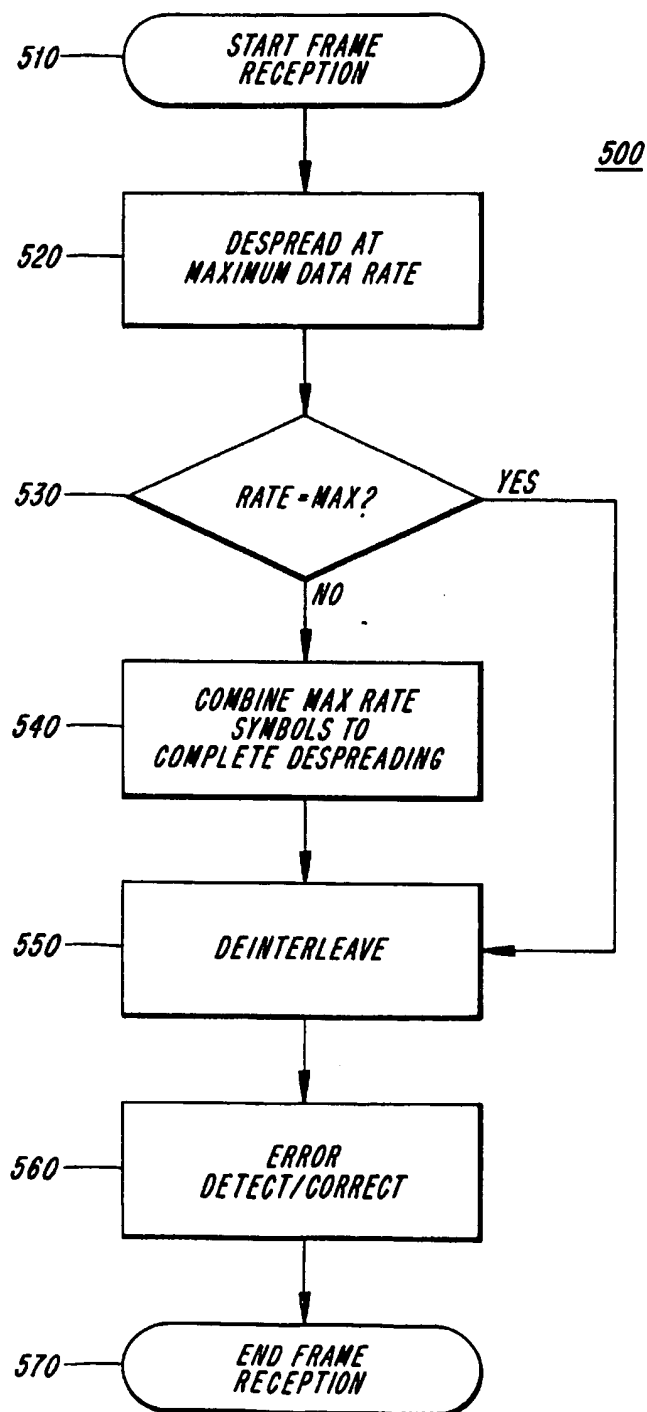 510
START FRAME
RECEPTION
500
520
DESPREAD AT
MAXIMUM DATA RATE
530
RATE = MAX?
YES
NO
540
COMBINE MAX RATE
SYMBOLS TO
COMPLETE DESPREADING
550
DEINTERLEAVE
560
ERROR
DETECT/CORRECT
570
END FRAME
RECEPTION